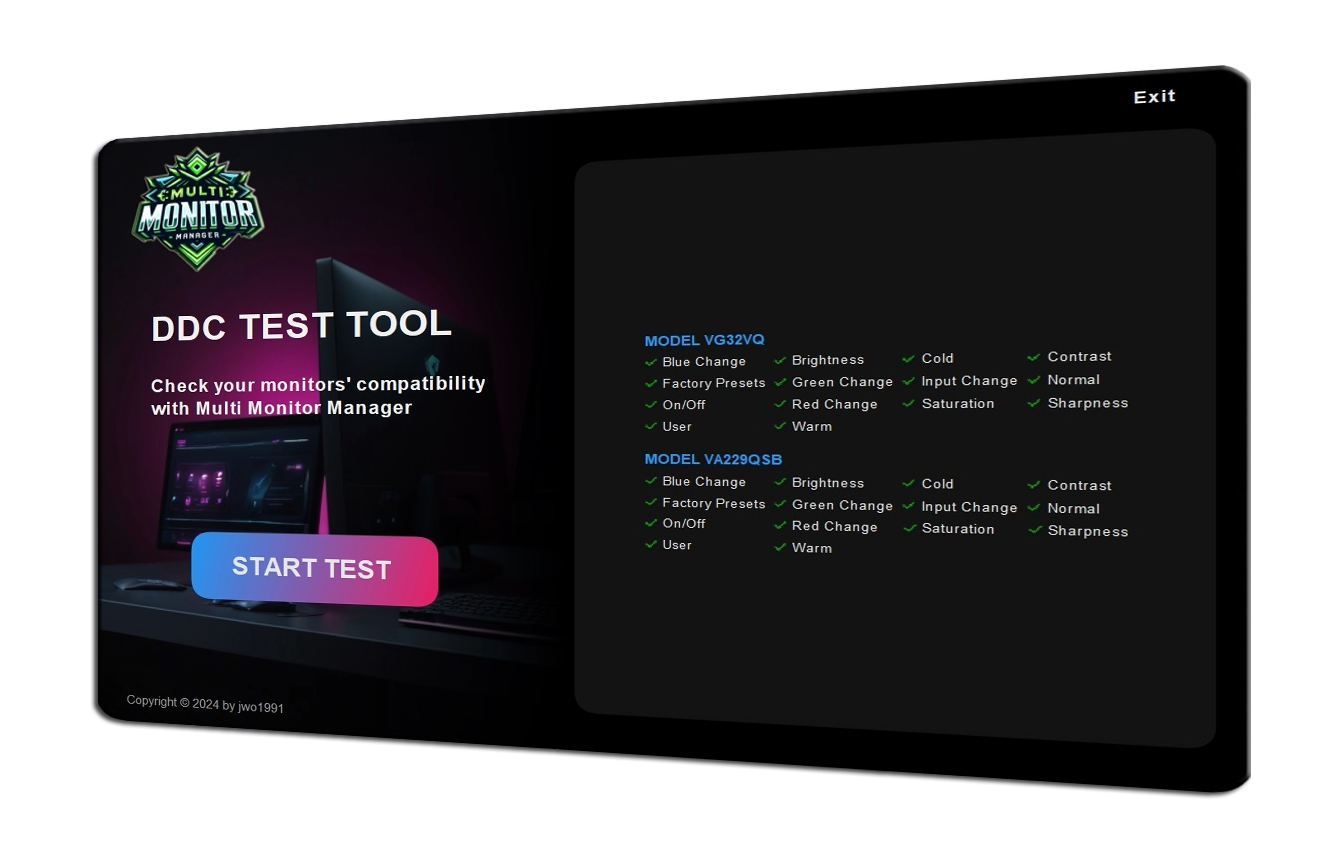 Exit
MULTI
MONITOR
MANAGER
DDC TEST TOOL
Check your monitors' compatibility
with Multi Monitor Manager
START TEST
Copyright © 2024 by jwo1991
MODEL VG32VQ
Blue Change Brightness Cold Contrast
Factory Presets Green Change Input Change Normal
On/Off Red Change Saturation Sharpness
User Warm
MODEL VA229QSB
Blue Change Brightness Cold Contrast
Factory Presets Green Change Input Change Normal
On/Off Red Change Saturation Sharpness
User Warm